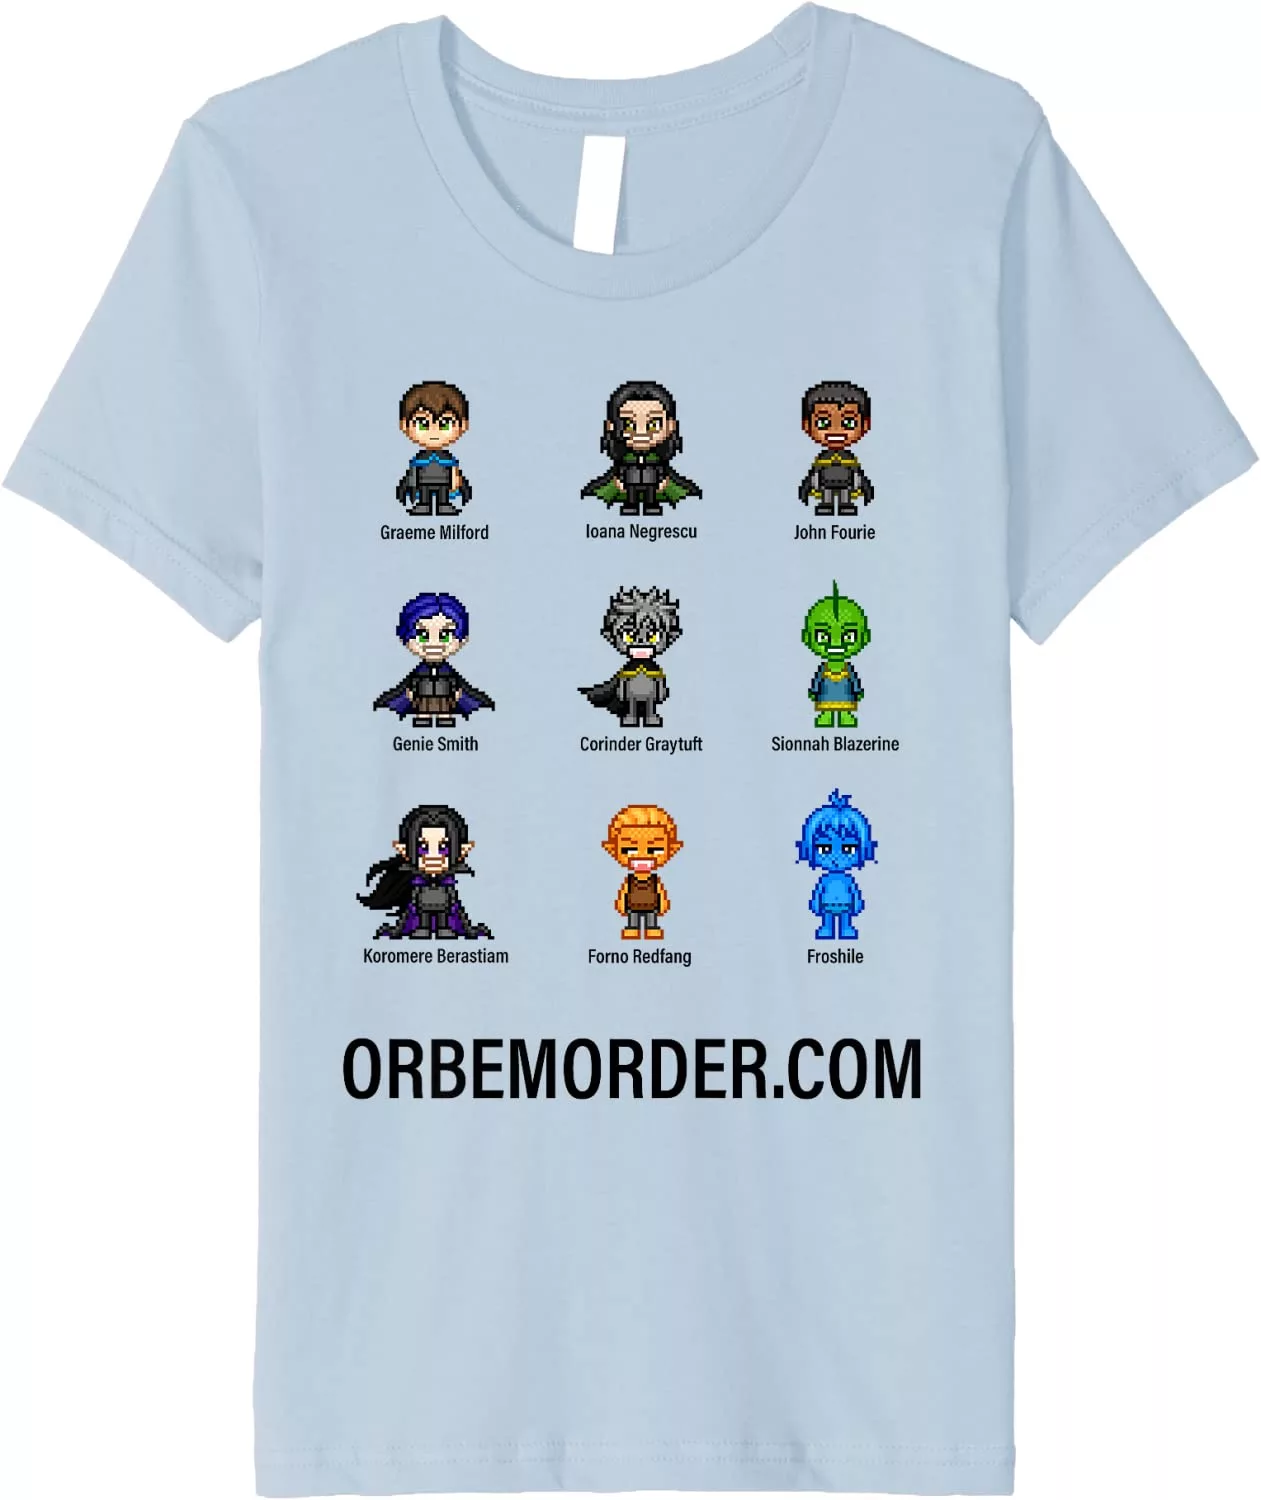 Graeme Milford
Ioana Negrescu
John Fourie
Genie Smith
Corinder Graytuft
Sionnah Blazerine
Koromere Berastiam
Forno Redfang
Froshile
ORBEMORDER.COM